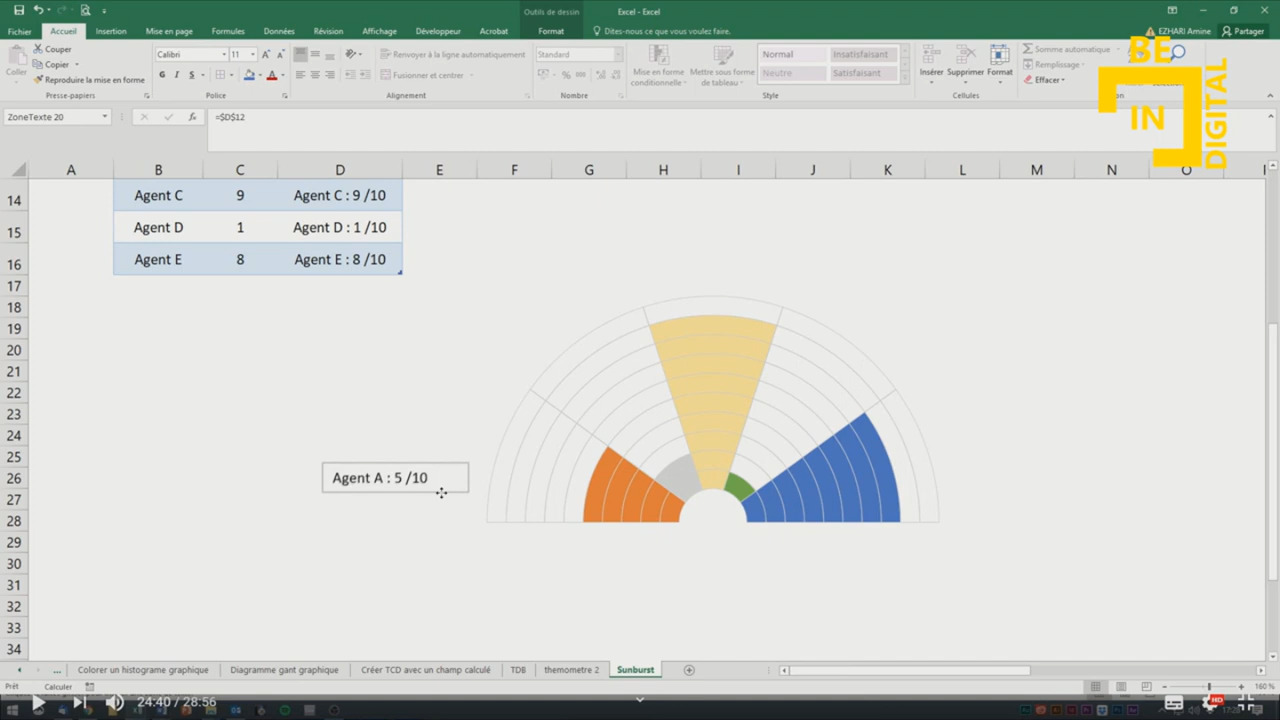 Outils de dessin
Excel - Excel
Fichier Accueil Insertion Mise en page Formules Données Révision Affichage Développeur Acrobat Format Dites-nous ce que vous voulez faire. EZHARI Amine Partager
Coller
Couper
Copier
Reproduire la mise en forme
Presse-papiers
Calibri 11
G I S
Police
Renvoyer à la ligne automatiquement
Fusionner et centrer
Alignement
Standard
% 000
Nombre
Mise en forme conditionnelle
Mettre sous forme de tableau
Normal Insatisfaisant
Neutre Satisfaisant
Style
Insérer Supprimer Format
Cellules
Somme automatique
Remplissage
Effacer
BE
IN
DIGITAL
ZoneTexte 20 fx =$D$12
A B C D E F G H I J K L M N O
14 Agent C 9 Agent C : 9 /10
15 Agent D 1 Agent D : 1 /10
16 Agent E 8 Agent E : 8 /10
17
18
19
20
21
22
23
24
25
26 Agent A : 5 /10
27
28
29
30
31
32
33
34
... Colorer un histograme graphique Diagramme gant graphique Créer TCD avec un champ calculé TDB themometre 2 Sunburst
Prêt Calculer 160 %
24:40 / 28:56
HD